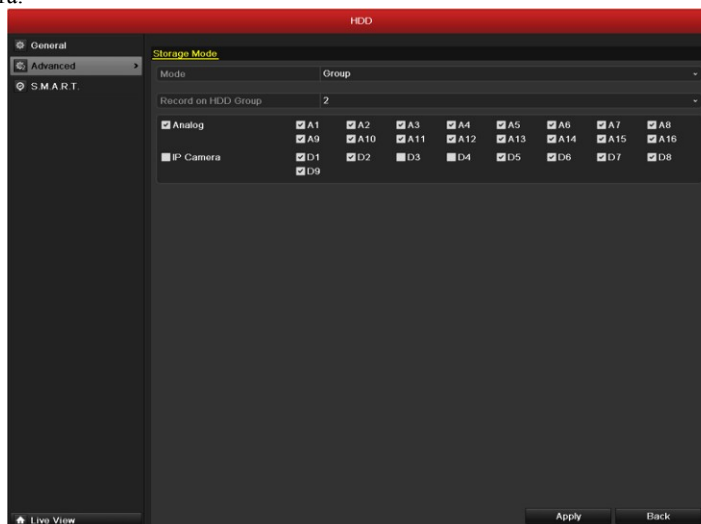 ra.
HDD
General
Advanced
S.M.A.R.T.
Storage Mode
Mode Group
Record on HDD Group 2
Analog A1 A2 A3 A4 A5 A6 A7 A8
A9 A10 A11 A12 A13 A14 A15 A16
IP Camera D1 D2 D3 D4 D5 D6 D7 D8
D9
Live View
Apply Back